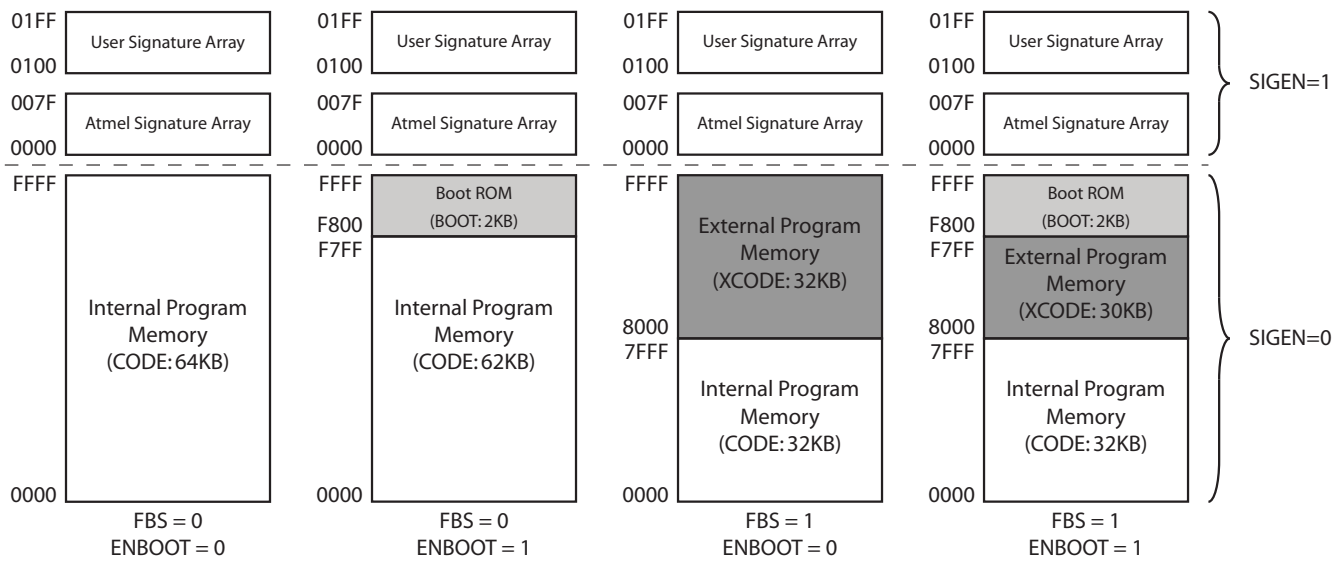 01FF
User Signature Array
0100
007F
Atmel Signature Array
0000
FFFF
Internal Program
Memory
(CODE: 64KB)
0000
FBS = 0
ENBOOT = 0
01FF
User Signature Array
0100
007F
Atmel Signature Array
0000
FFFF
Boot ROM
(BOOT: 2KB)
F800
F7FF
Internal Program
Memory
(CODE: 62KB)
0000
FBS = 0
ENBOOT = 1
01FF
User Signature Array
0100
007F
Atmel Signature Array
0000
FFFF
External Program
Memory
(XCODE: 32KB)
8000
7FFF
Internal Program
Memory
(CODE: 32KB)
0000
FBS = 1
ENBOOT = 0
01FF
User Signature Array
0100
007F
Atmel Signature Array
0000
FFFF
Boot ROM
(BOOT: 2KB)
F800
F7FF
External Program
Memory
(XCODE: 30KB)
8000
7FFF
Internal Program
Memory
(CODE: 32KB)
0000
FBS = 1
ENBOOT = 1
SIGEN=1
SIGEN=0